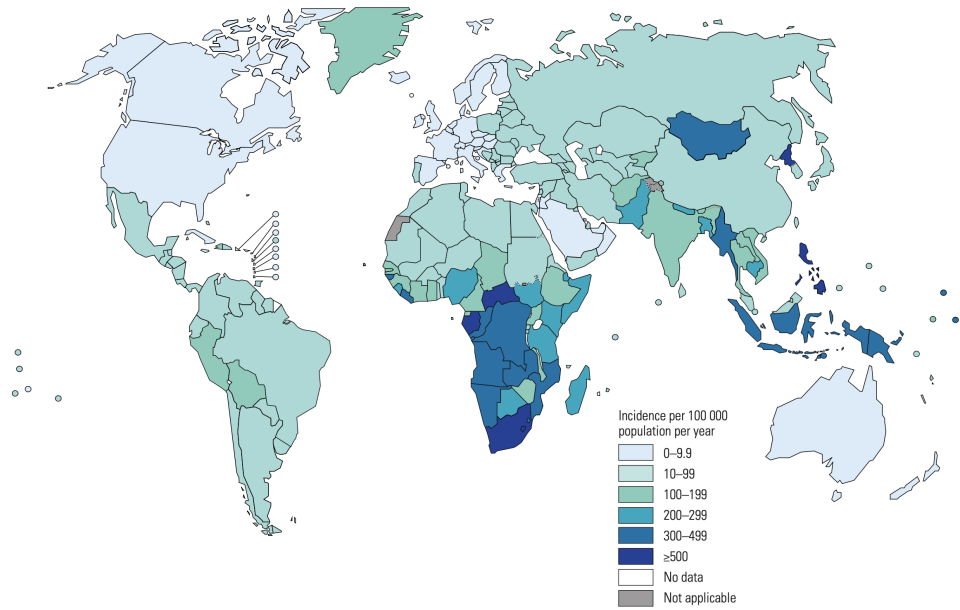 Incidence per 100 000
population per year
0–9.9
10–99
100–199
200–299
300–499
≥500
No data
Not applicable